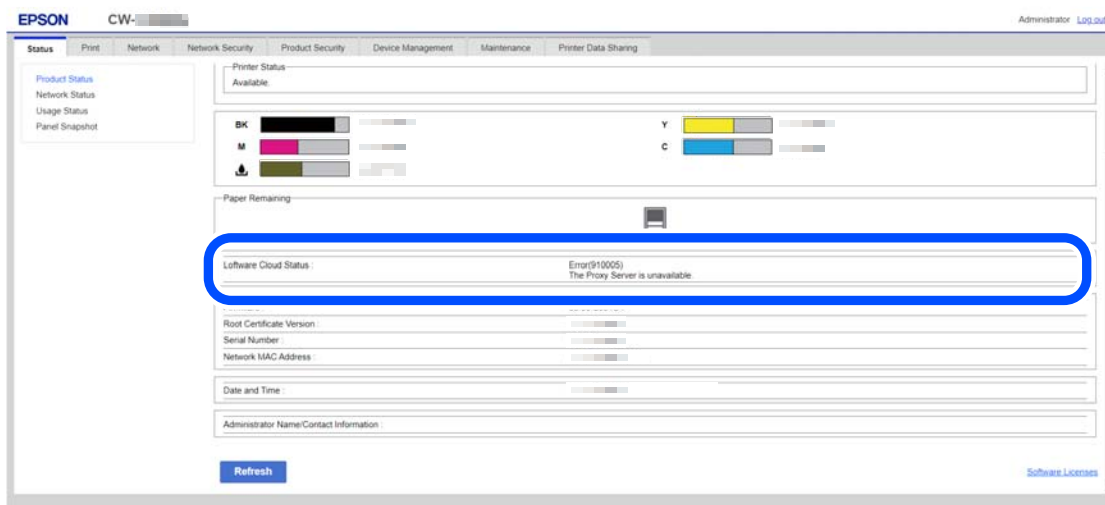 EPSON CW-
Administrator Log out
Status Print Network Network Security Product Security Device Management Maintenance Printer Data Sharing
Product Status
Network Status
Usage Status
Panel Snapshot
Printer Status
Available.
BK
Y
M
C
Paper Remaining
Loftware Cloud Status : Error(910005)
The Proxy Server is unavailable.
Root Certificate Version :
Serial Number :
Network MAC Address :
Date and Time :
Administrator Name/Contact Information :
Refresh
Software Licenses